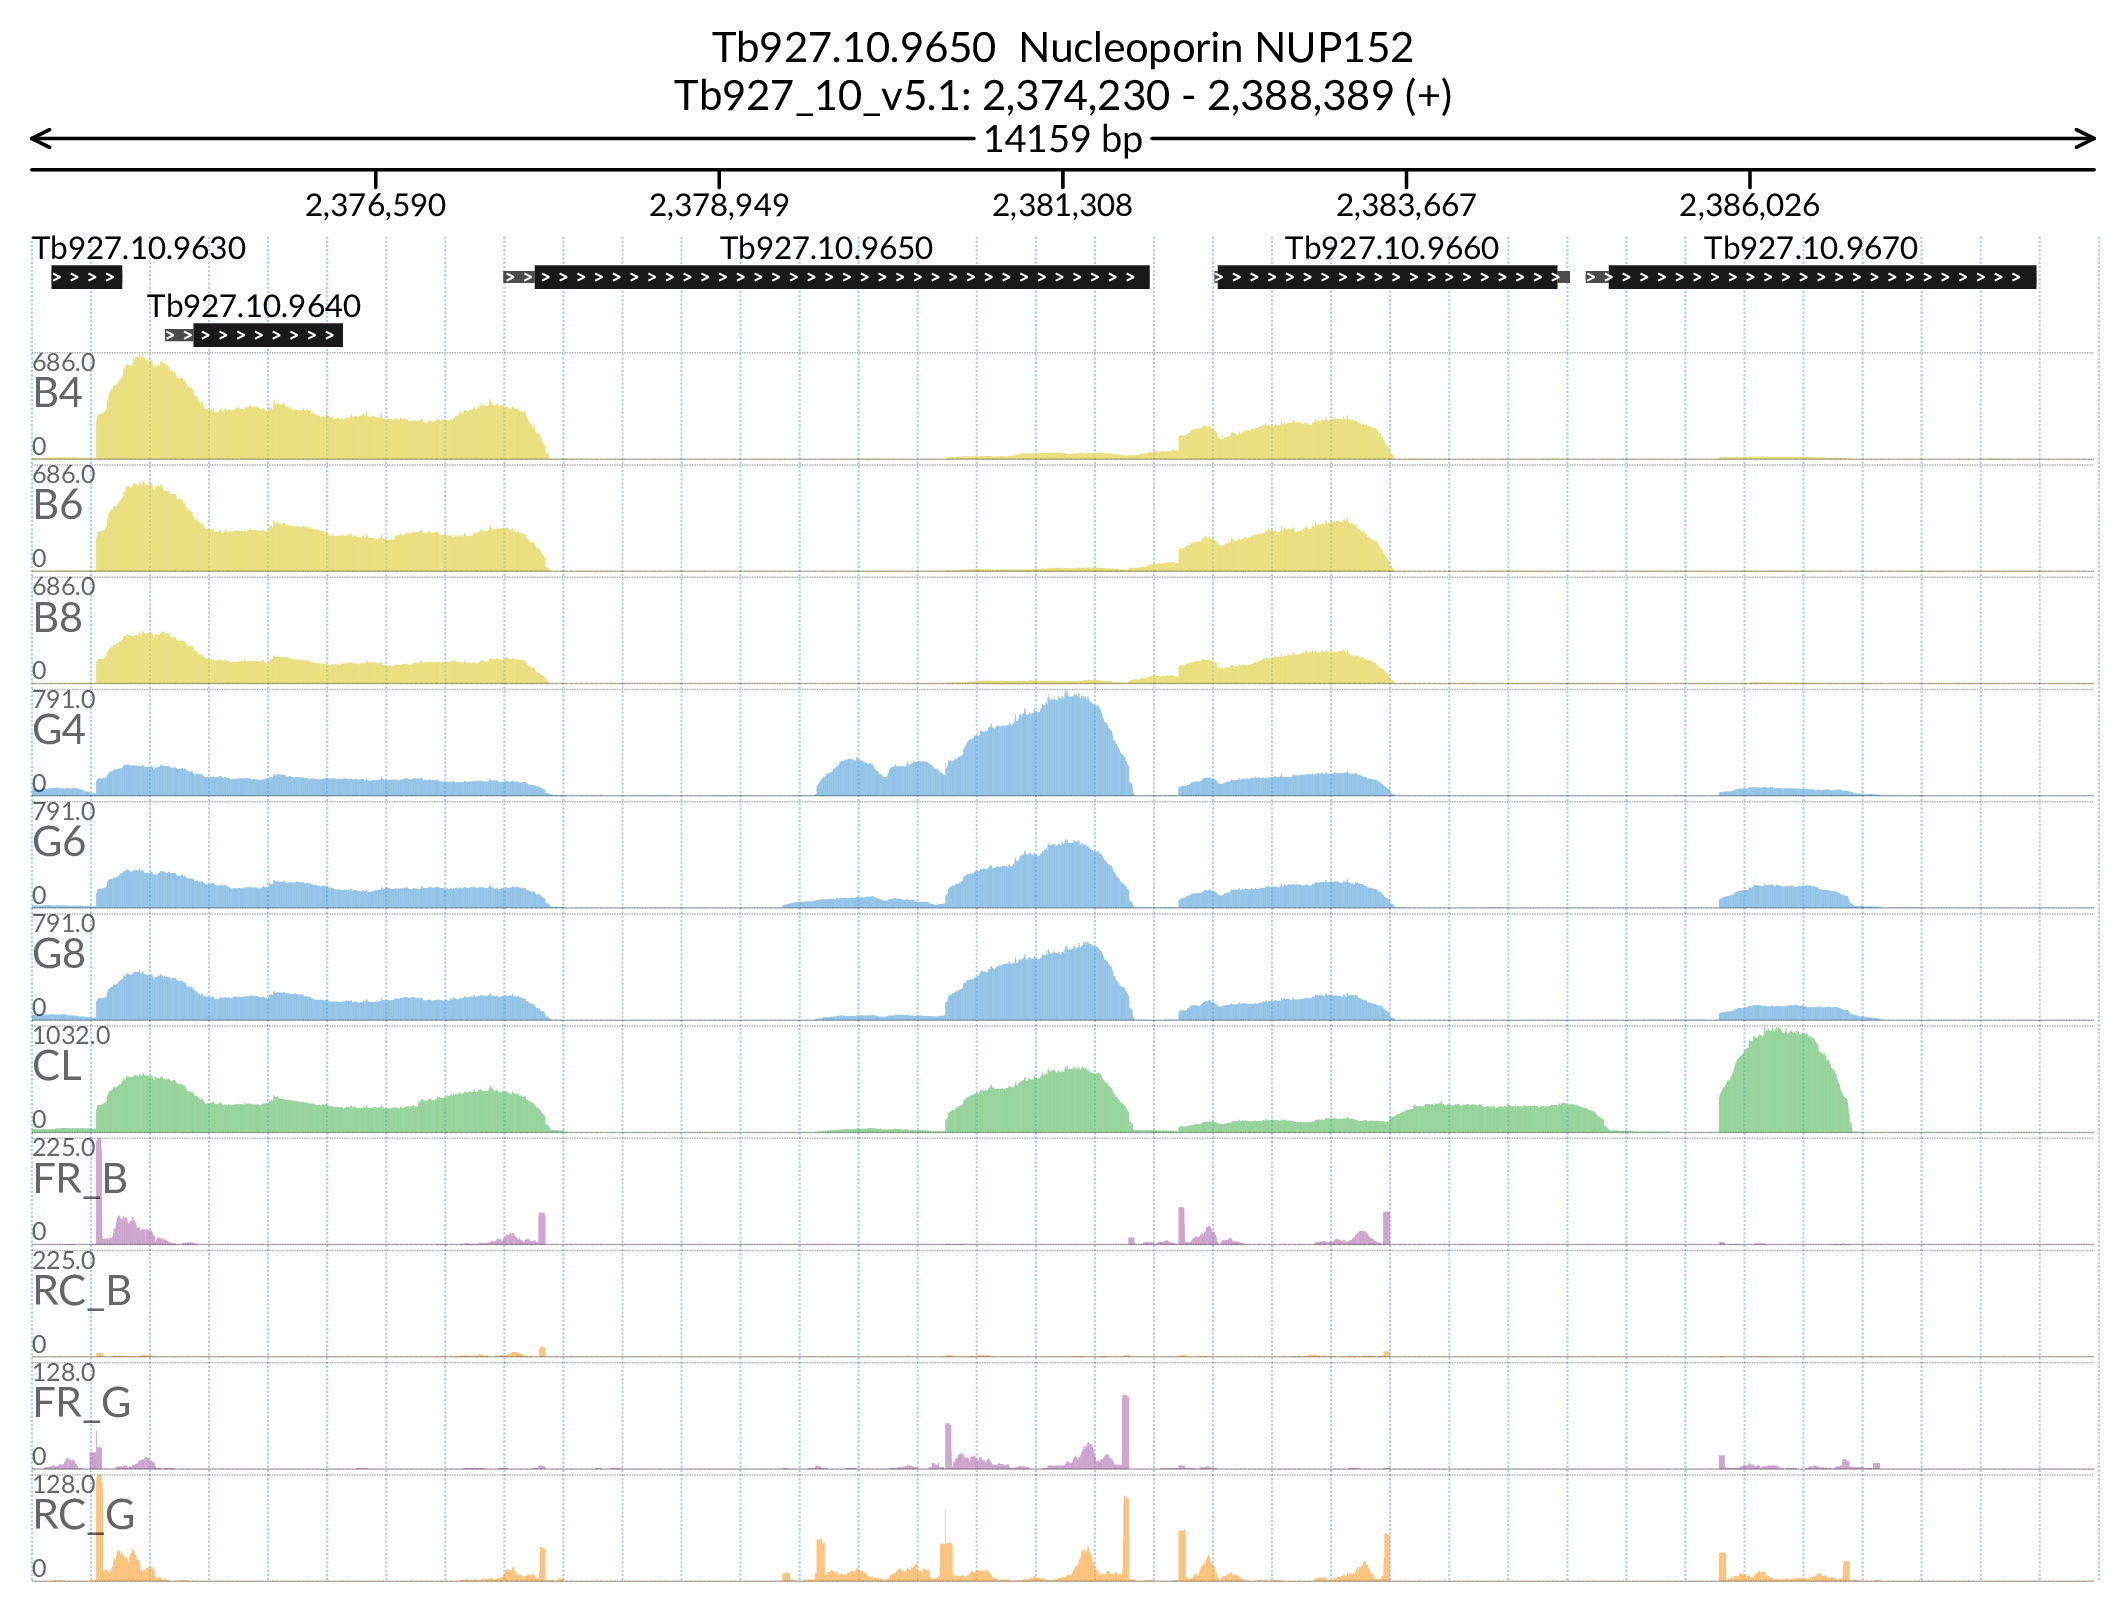 Tb927.10.9650  Nucleoporin NUP152
Tb927_10_v5.1: 2,374,230 - 2,388,389 (+)
14159 bp
2,376,590 2,378,949 2,381,308 2,383,667 2,386,026
Tb927.10.9630 Tb927.10.9650 Tb927.10.9660 Tb927.10.9670
Tb927.10.9640
686.0
B4
0
686.0
B6
0
686.0
B8
0
791.0
G4
0
791.0
G6
0
791.0
G8
0
1032.0
CL
0
225.0
FR_B
0
225.0
RC_B
0
128.0
FR_G
0
128.0
RC_G
0